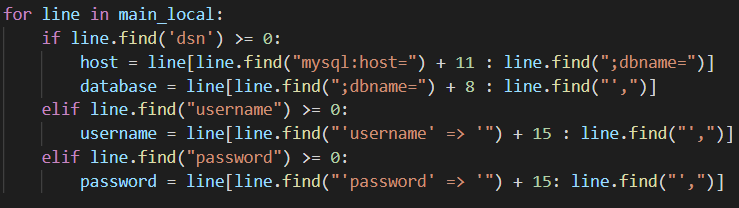 for line in main_local:
    if line.find('dsn') >= 0:
        host = line[line.find("mysql:host=") + 11 : line.find(";dbname=")]
        database = line[line.find(";dbname=") + 8 : line.find("',")]
    elif line.find("username") >= 0:
        username = line[line.find("'username' => '") + 15 : line.find("',")]
    elif line.find("password") >= 0:
        password = line[line.find("'password' => '") + 15: line.find("',")]